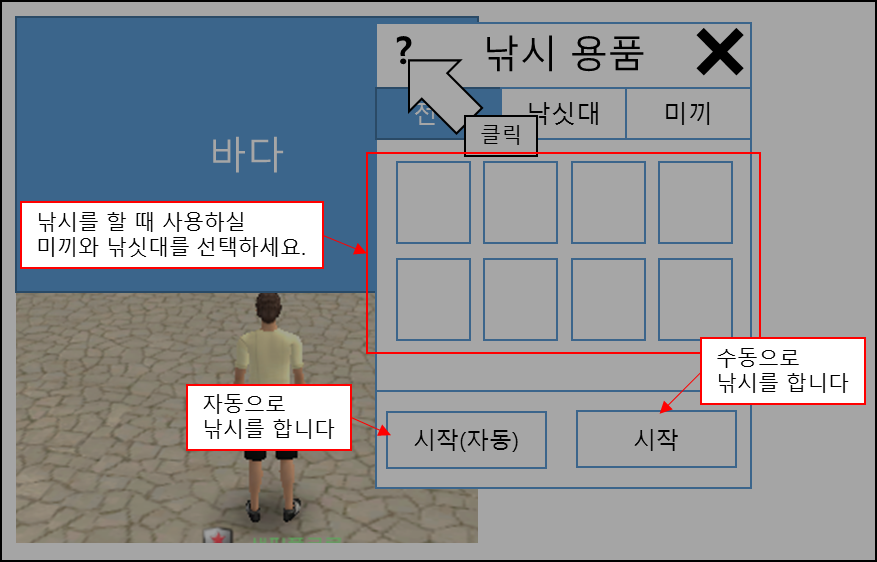 ? 낚시 용품
낚싯대 미끼
클릭
바다
낚시를 할 때 사용하실
미끼와 낚싯대를 선택하세요.
수동으로
낚시를 합니다
자동으로
낚시를 합니다
시작(자동) 시작